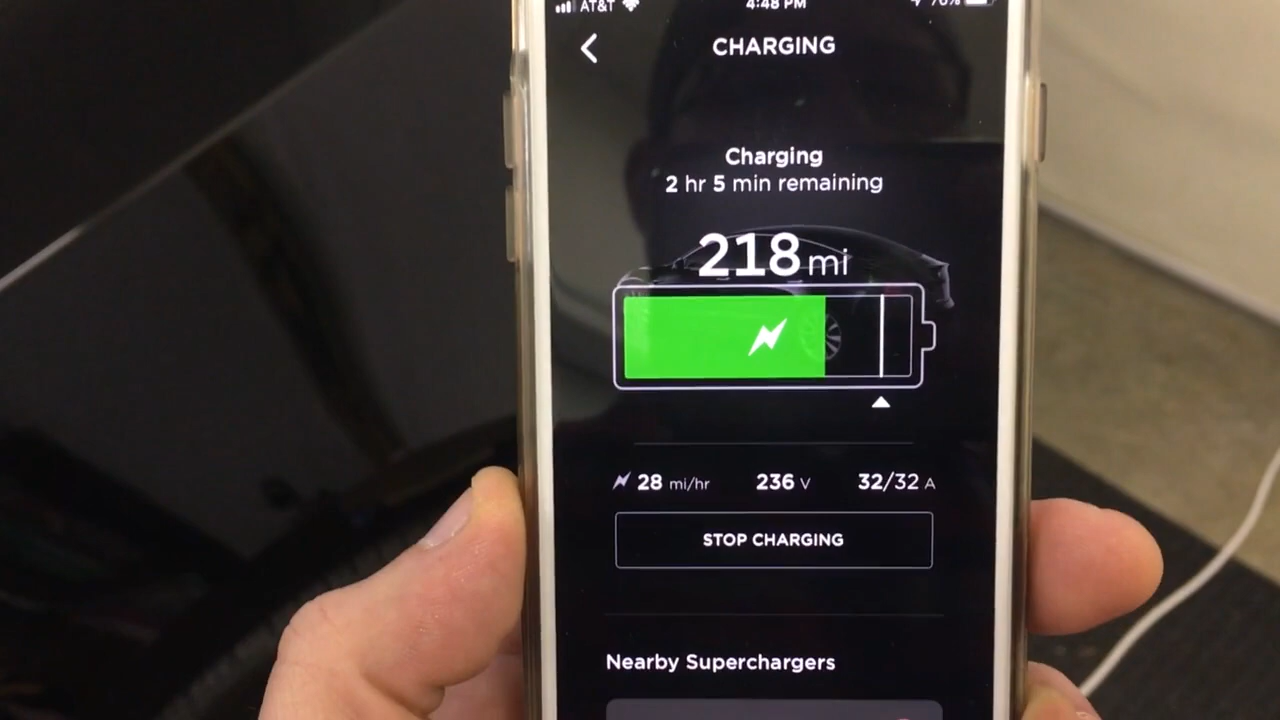 AT&T 4:48 PM 76%
CHARGING
Charging
2 hr 5 min remaining
218 mi
28 mi/hr 236 V 32/32 A
STOP CHARGING
Nearby Superchargers